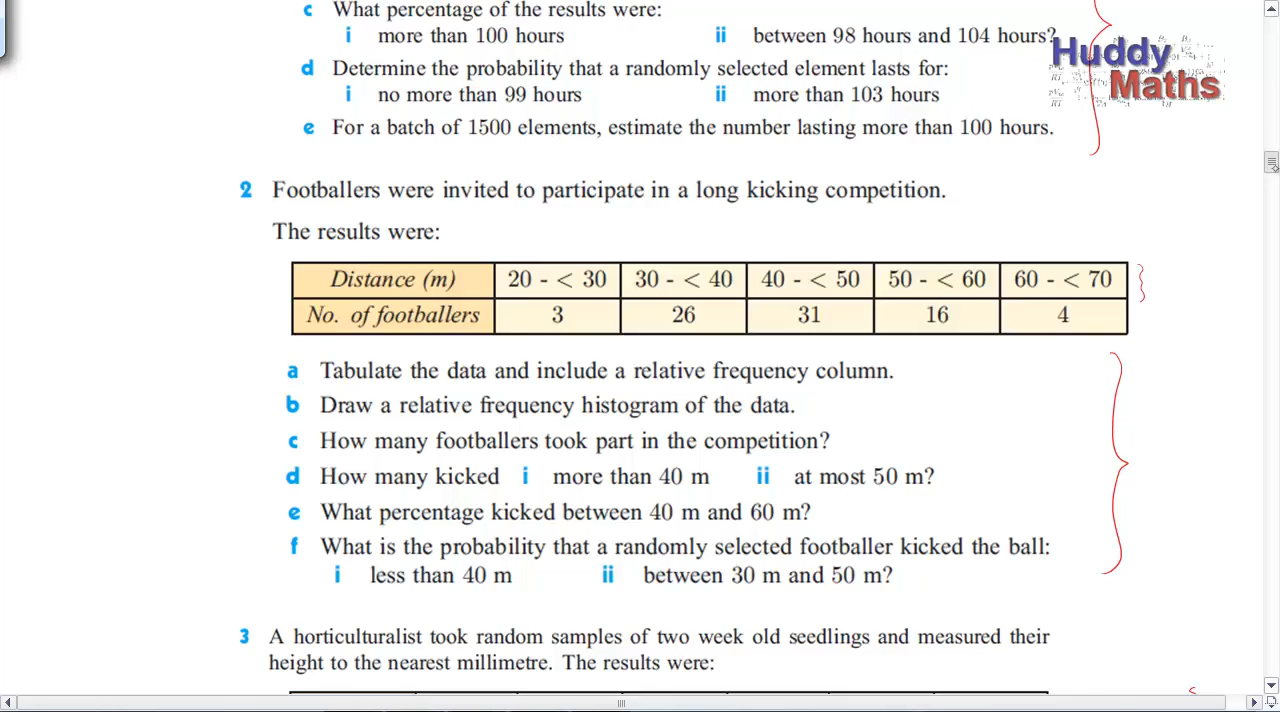 c What percentage of the results were:
i more than 100 hours ii between 98 hours and 104 hours?
Huddy
Maths
d Determine the probability that a randomly selected element lasts for:
i no more than 99 hours ii more than 103 hours
e For a batch of 1500 elements, estimate the number lasting more than 100 hours.
2 Footballers were invited to participate in a long kicking competition.
The results were:
Distance (m) 20 - < 30 30 - < 40 40 - < 50 50 - < 60 60 - < 70
No. of footballers 3 26 31 16 4
a Tabulate the data and include a relative frequency column.
b Draw a relative frequency histogram of the data.
c How many footballers took part in the competition?
d How many kicked i more than 40 m ii at most 50 m?
e What percentage kicked between 40 m and 60 m?
f What is the probability that a randomly selected footballer kicked the ball:
i less than 40 m ii between 30 m and 50 m?
3 A horticulturalist took random samples of two week old seedlings and measured their
height to the nearest millimetre. The results were: